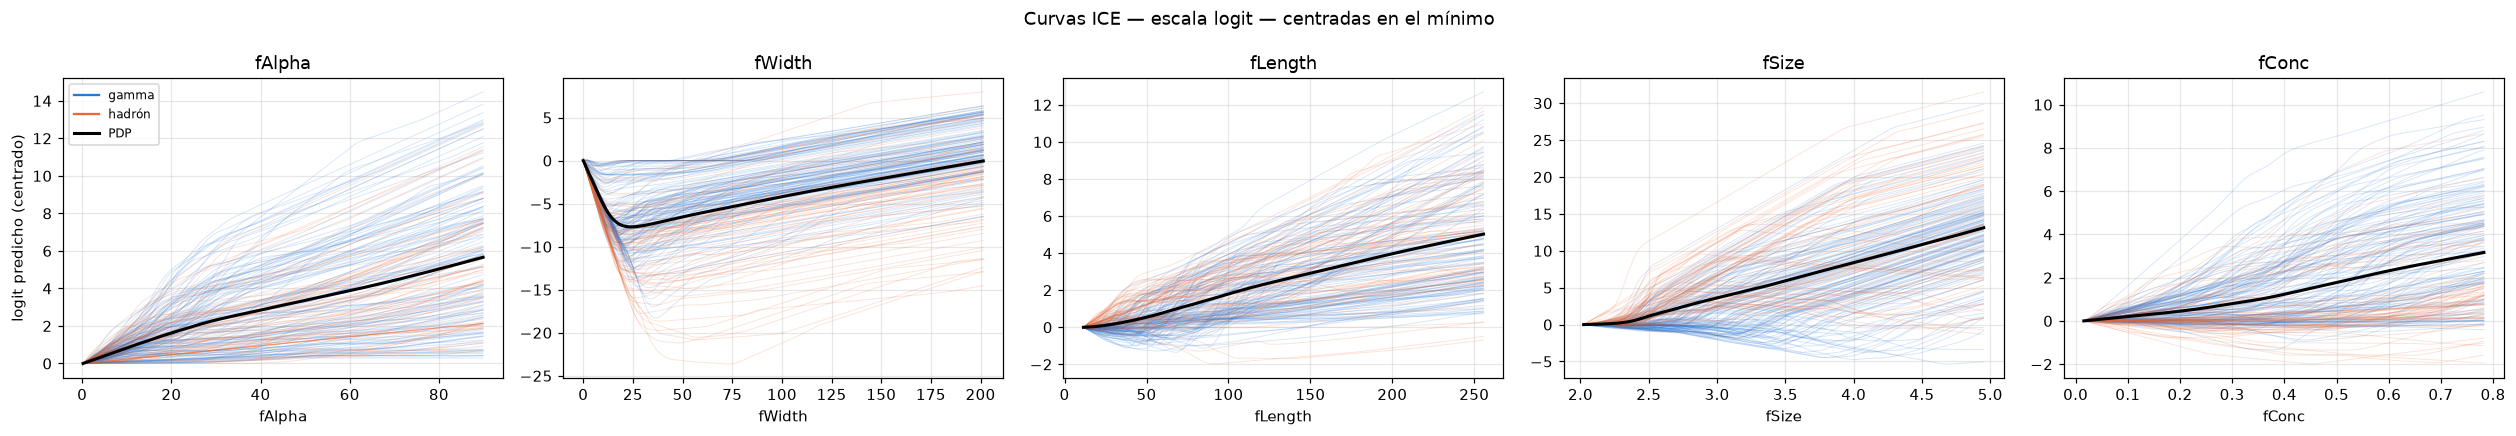 Curvas ICE — escala logit — centradas en el mínimo
fAlpha
logit predicho (centrado)
14
12
10
8
6
4
2
0
gamma
hadrón
PDP
0 20 40 60 80
fAlpha
fWidth
5
0
−5
−10
−15
−20
−25
0 25 50 75 100 125 150 175 200
fWidth
fLength
12
10
8
6
4
2
0
−2
0 50 100 150 200 250
fLength
fSize
30
25
20
15
10
5
0
−5
2.0 2.5 3.0 3.5 4.0 4.5 5.0
fSize
fConc
10
8
6
4
2
0
−2
0.0 0.1 0.2 0.3 0.4 0.5 0.6 0.7 0.8
fConc